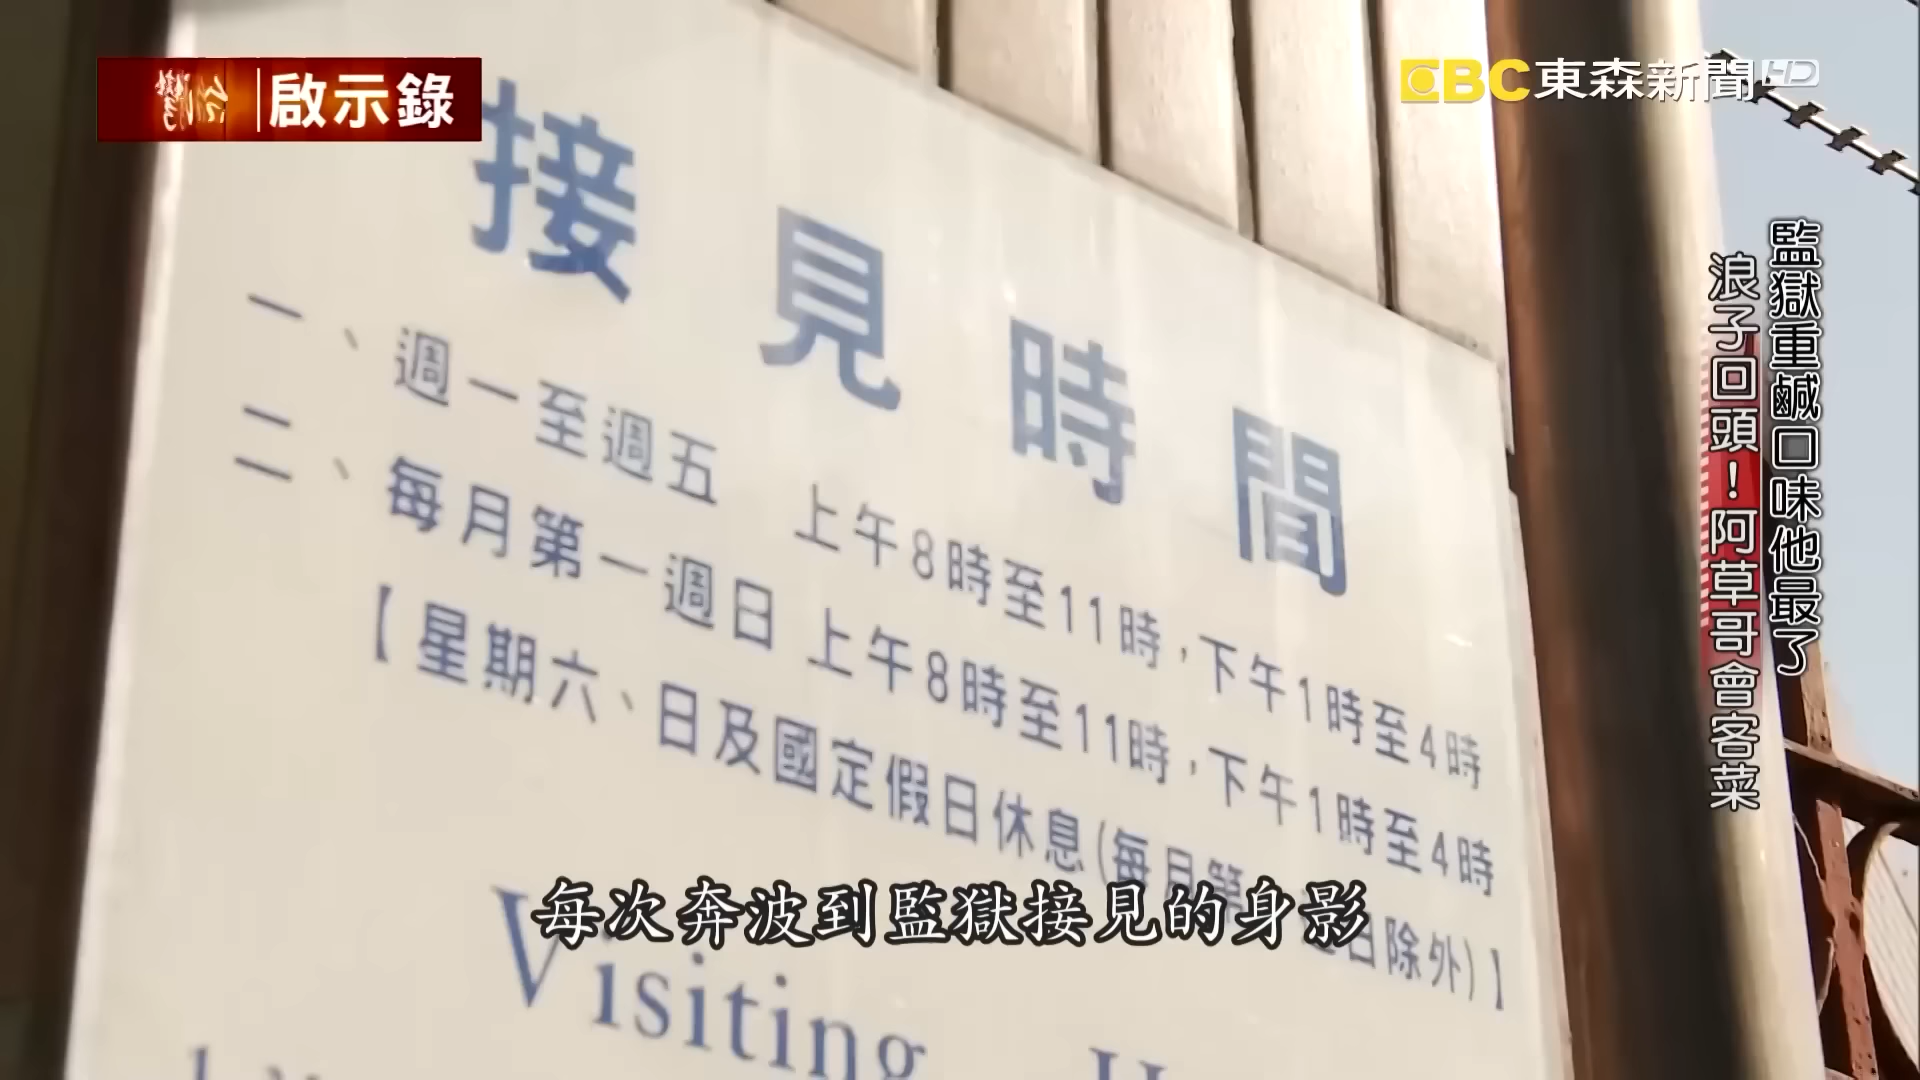 啟示錄
EBC東森新聞HD
監獄重鹹口味他最了
浪子回頭！阿草哥會客菜
接見時間
一、週一至週五 上午8時至11時，下午1時至4時
二、每月第一週日 上午8時至11時，下午1時至4時
【星期六、日及國定假日休息(每月第 週日除外)】
每次奔波到監獄接見的身影
Visiting